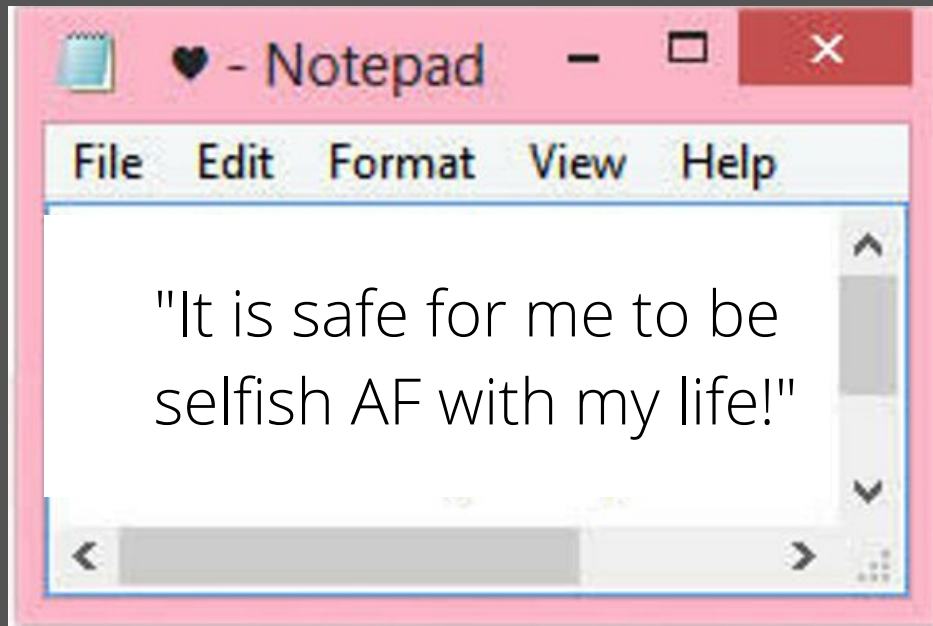 ♥ - Notepad
File Edit Format View Help
"It is safe for me to be
selfish AF with my life!"